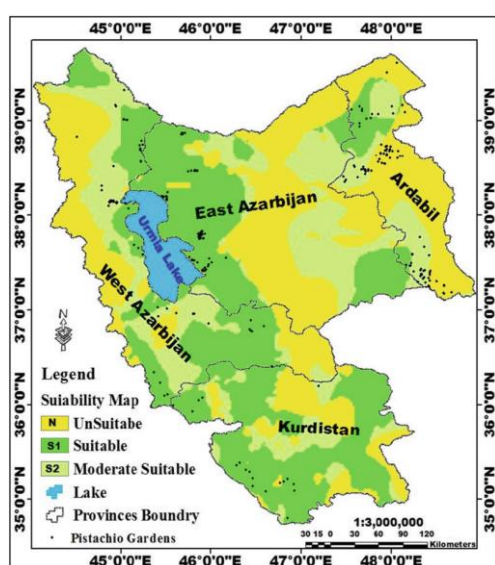 45°0'0"E 46°0'0"E 47°0'0"E 48°0'0"E
39°0'0"N 39°0'0"N
38°0'0"N 38°0'0"N
37°0'0"N 37°0'0"N
36°0'0"N 36°0'0"N
35°0'0"N 35°0'0"N
East Azarbijan
Ardabil
Urmia Lake
West Azarbijan
Kurdistan
N
Legend
Suiability Map
N UnSuitabe
S1 Suitable
S2 Moderate Suitable
Lake
Provinces Boundry
Pistachio Gardens
1:3,000,000
30 15 0 30 60 90 120
Kilometers
45°0'0"E 46°0'0"E 47°0'0"E 48°0'0"E